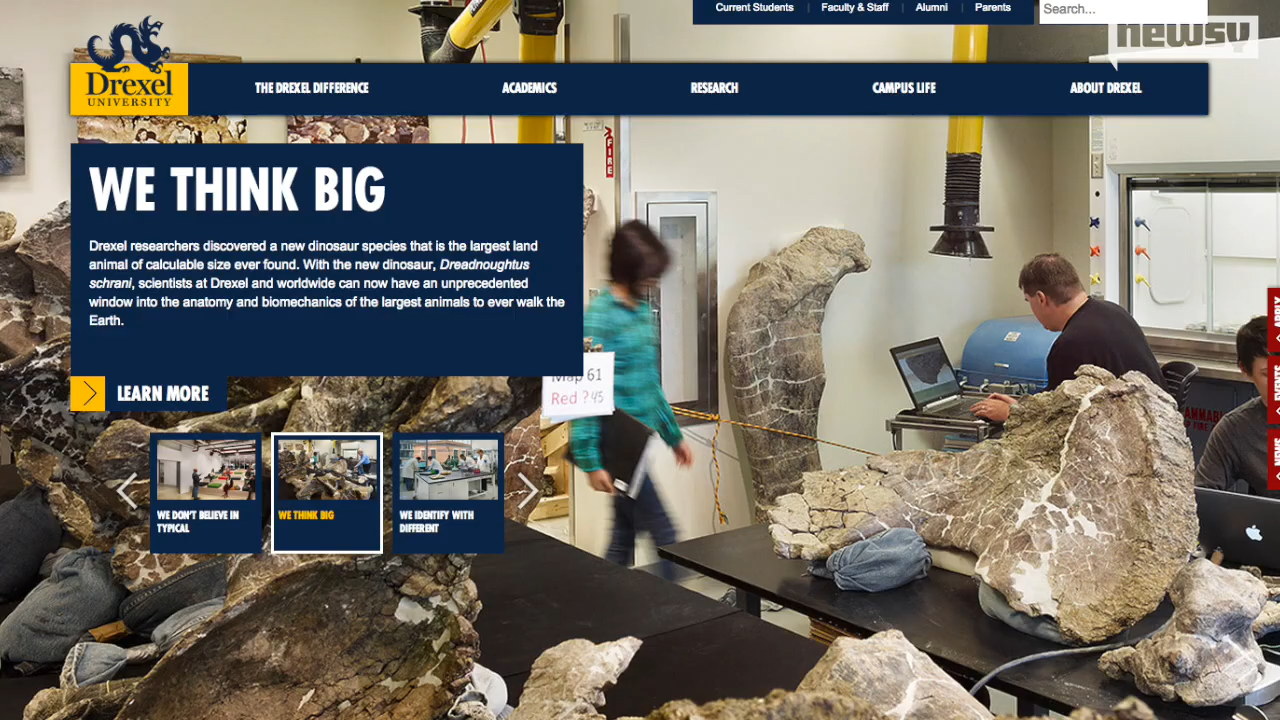 Current Students | Faculty & Staff | Alumni | Parents
Search...
newsy
Drexel
UNIVERSITY
THE DREXEL DIFFERENCE
ACADEMICS
RESEARCH
CAMPUS LIFE
ABOUT DREXEL
FIRE
WE THINK BIG
Drexel researchers discovered a new dinosaur species that is the largest land
animal of calculable size ever found. With the new dinosaur, Dreadnoughtus
schrani, scientists at Drexel and worldwide can now have an unprecedented
window into the anatomy and biomechanics of the largest animals to ever walk the
Earth.
LEARN MORE
Map 61
Red ? 45
WE DON'T BELIEVE IN
TYPICAL
WE THINK BIG
WE IDENTIFY WITH
DIFFERENT